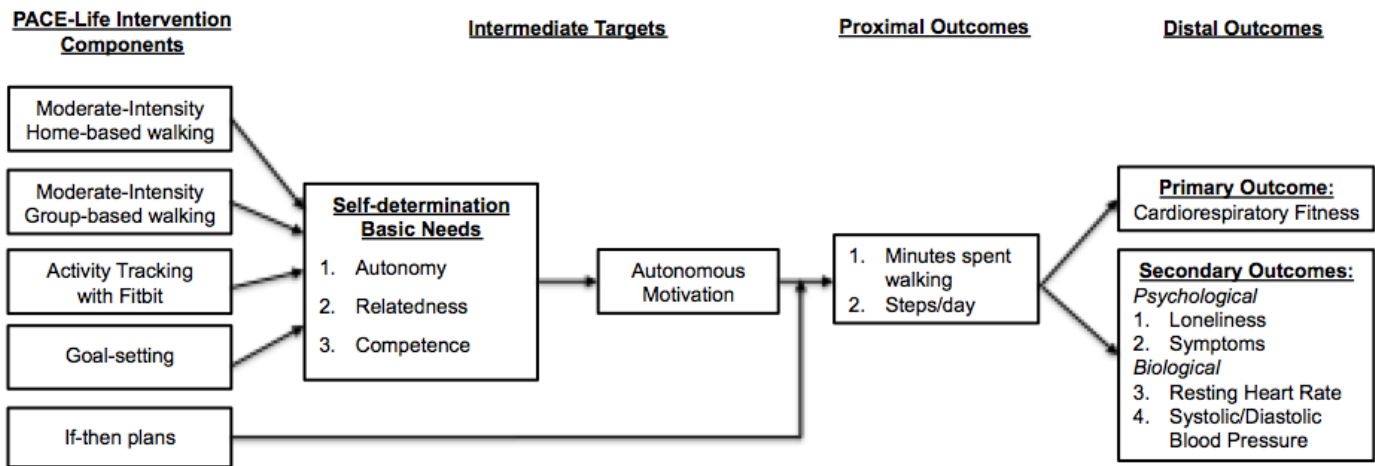 PACE-Life Intervention
Components
Intermediate Targets
Proximal Outcomes
Distal Outcomes
Moderate-Intensity
Home-based walking
Moderate-Intensity
Group-based walking
Activity Tracking
with Fitbit
Goal-setting
If-then plans
Self-determination
Basic Needs
1. Autonomy
2. Relatedness
3. Competence
Autonomous
Motivation
1. Minutes spent
walking
2. Steps/day
Primary Outcome:
Cardiorespiratory Fitness
Secondary Outcomes:
Psychological
1. Loneliness
2. Symptoms
Biological
3. Resting Heart Rate
4. Systolic/Diastolic
Blood Pressure